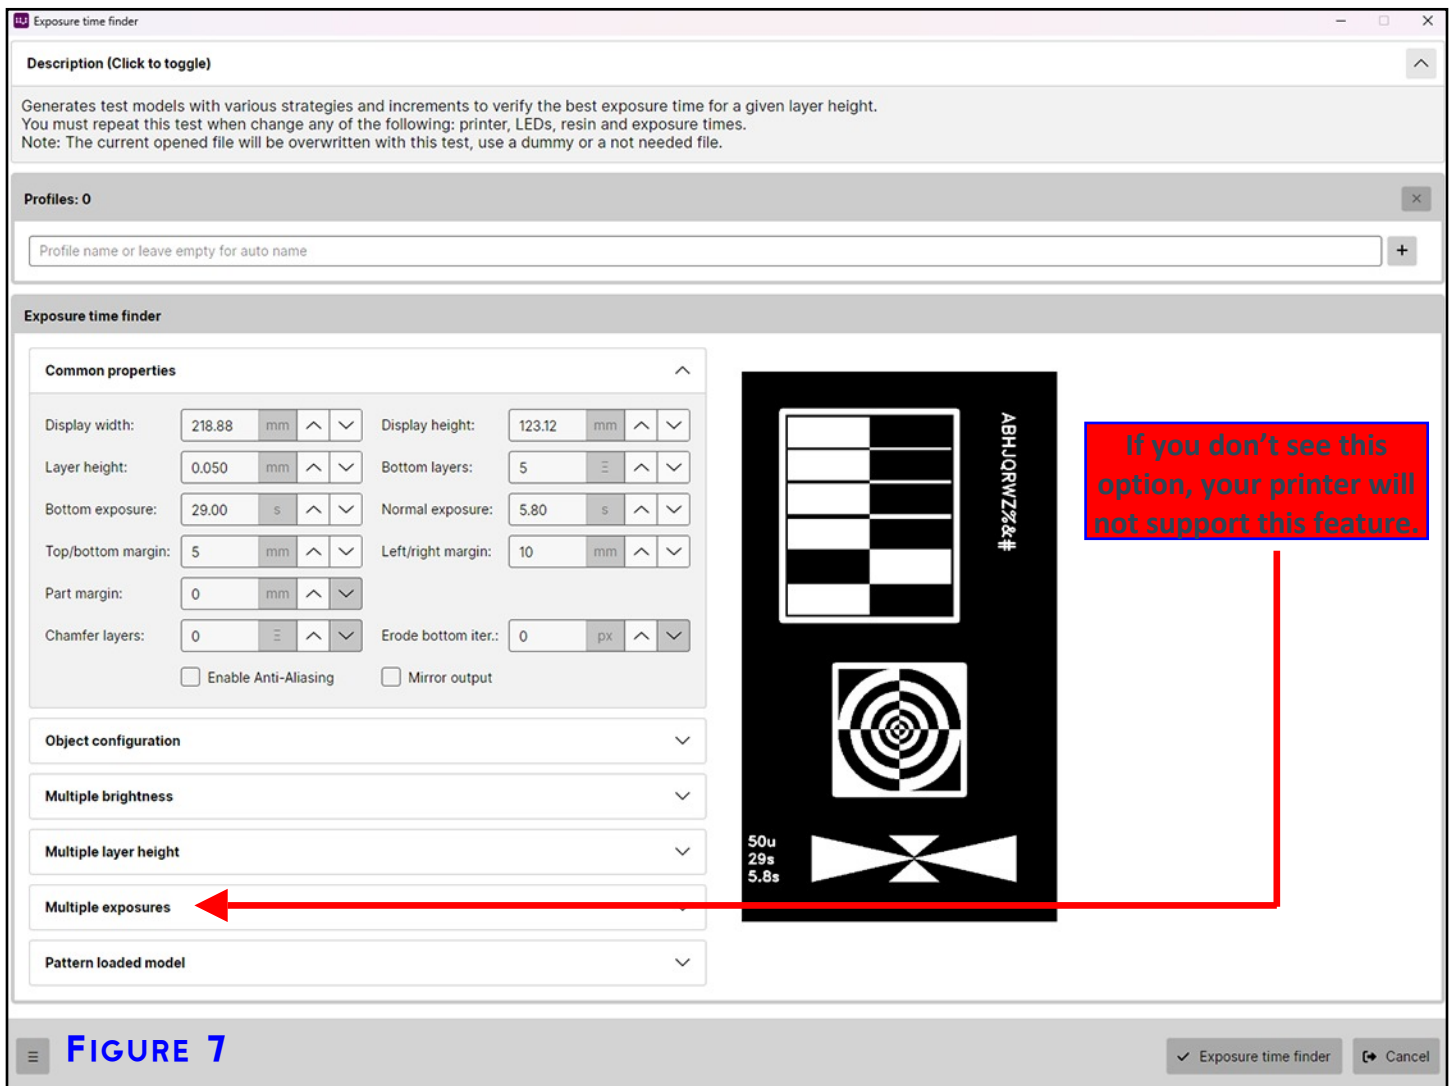 Exposure time finder
Description (Click to toggle)
Generates test models with various strategies and increments to verify the best exposure time for a given layer height.
You must repeat this test when change any of the following: printer, LEDs, resin and exposure times.
Note: The current opened file will be overwritten with this test, use a dummy or a not needed file.
Profiles: 0
Profile name or leave empty for auto name
Exposure time finder
Common properties
Display width: 218.88 mm Display height: 123.12 mm
Layer height: 0.050 mm Bottom layers: 5 Ξ
Bottom exposure: 29.00 s Normal exposure: 5.80 s
Top/bottom margin: 5 mm Left/right margin: 10 mm
Part margin: 0 mm
Chamfer layers: 0 Ξ Erode bottom iter.: 0 px
Enable Anti-Aliasing Mirror output
Object configuration
Multiple brightness
Multiple layer height
Multiple exposures
Pattern loaded model
ABHJQRWZ%&#
50u
29s
5.8s
If you don't see this
option, your printer will
not support this feature.
FIGURE 7
Exposure time finder Cancel